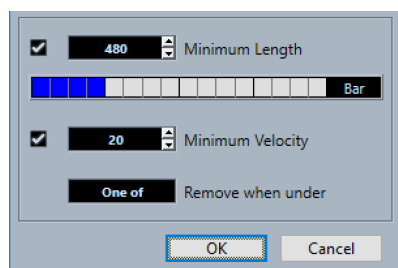 480 Minimum Length
Bar
20 Minimum Velocity
One of Remove when under
OK Cancel